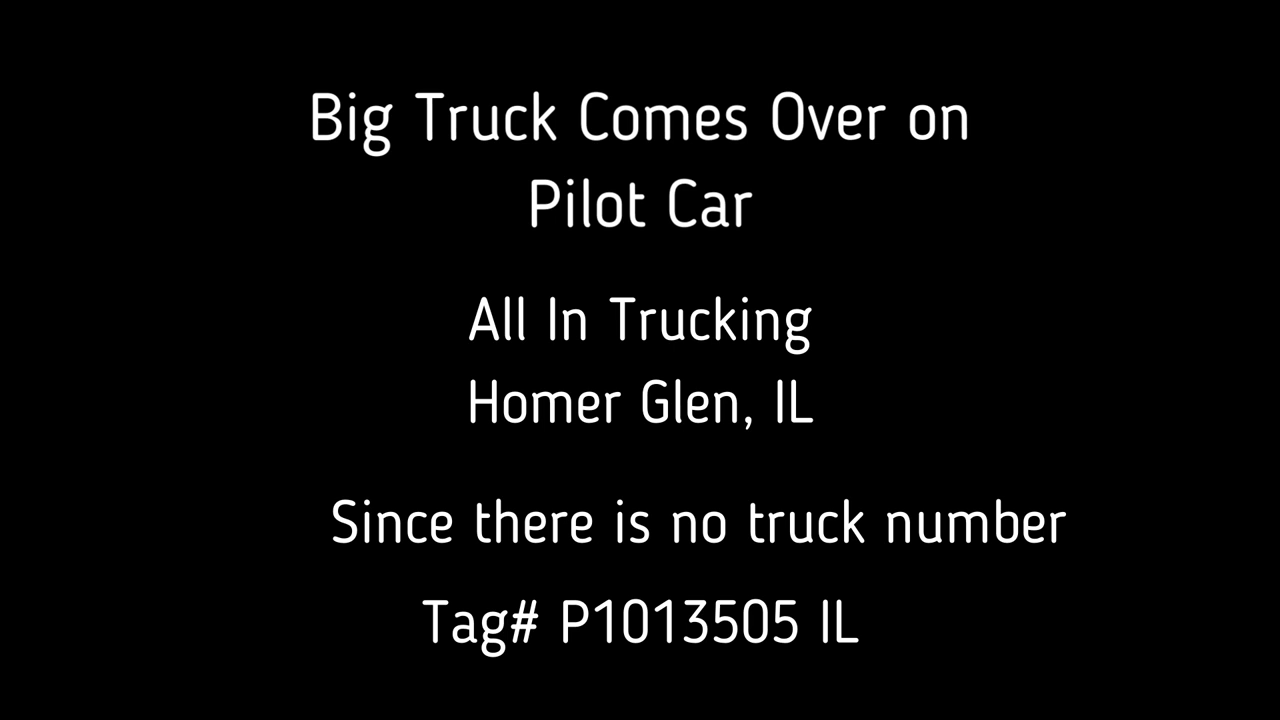 Big Truck Comes Over on
Pilot Car
All In Trucking
Homer Glen, IL
Since there is no truck number
Tag# P1013505 IL